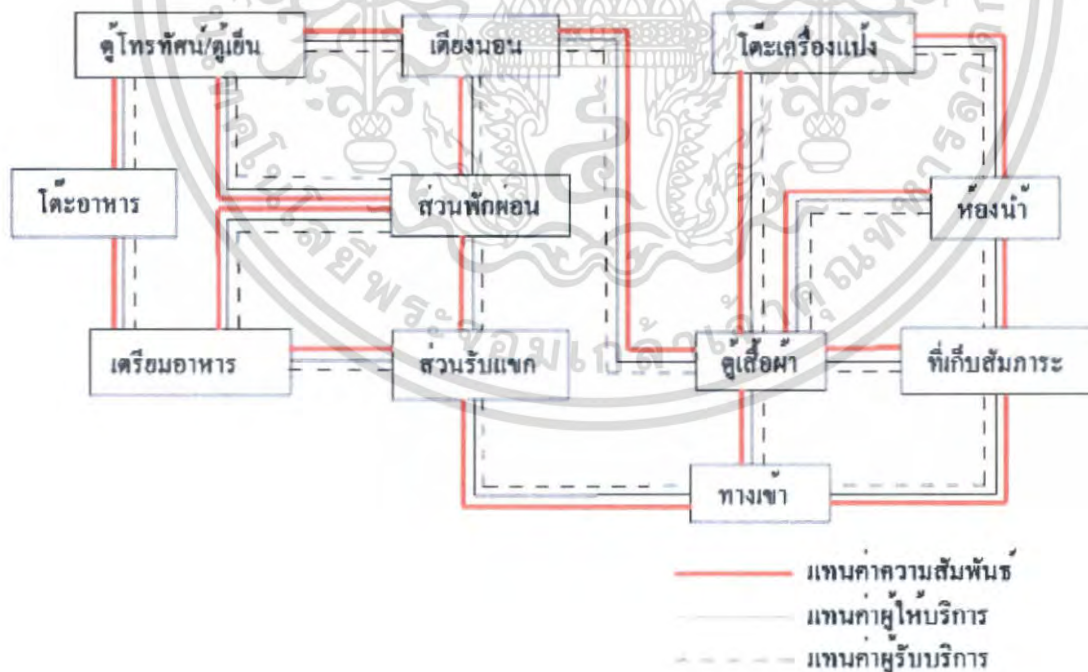 ตู้โทรทัศน์/ตู้เย็น
เตียงนอน
โต๊ะเครื่องแป้ง
โต๊ะอาหาร
ส่วนพักผ่อน
ห้องน้ำ
เตรียมอาหาร
ส่วนรับแขก
ตู้เสื้อผ้า
ที่เก็บสัมภาระ
ทางเข้า
แทนค่าความสัมพันธ์
แทนค่าผู้ให้บริการ
แทนค่าผู้รับบริการ